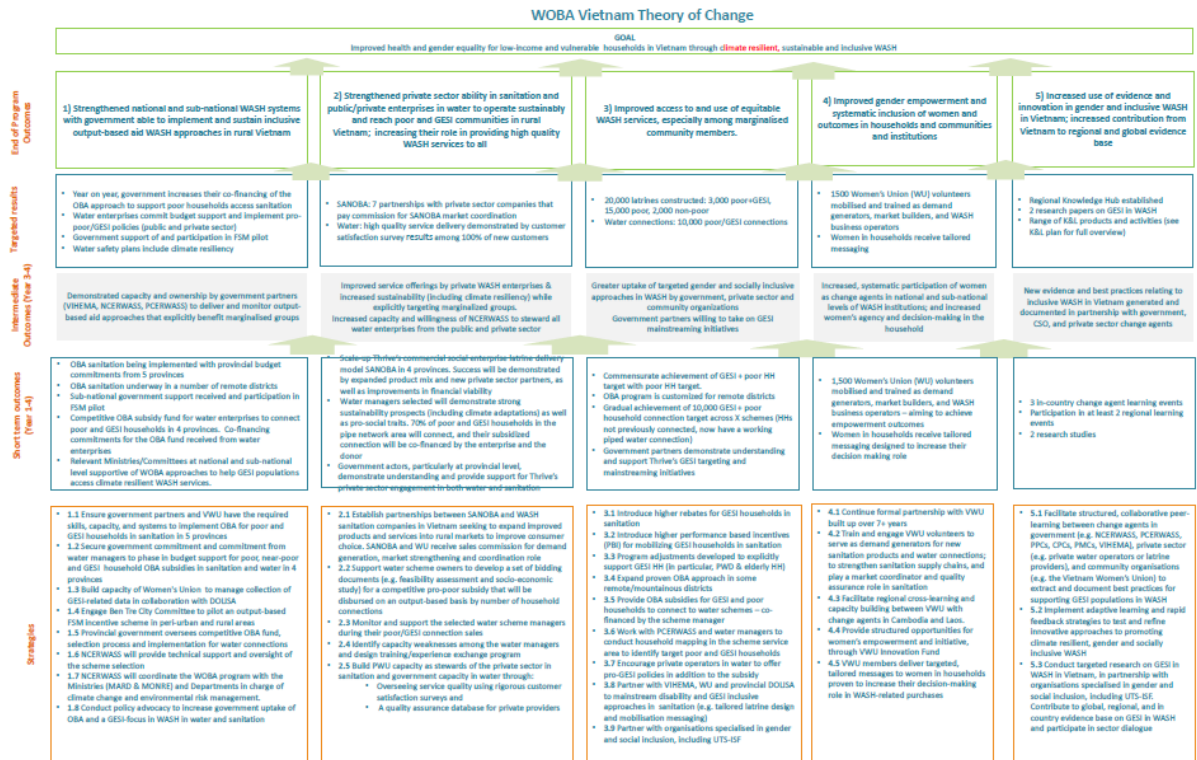 WOBA Vietnam Theory of Change
GOAL
Improved health and gender equality for low-income and vulnerable households in Vietnam through climate resilient, sustainable and inclusive WASH
End of Program
Outcomes
1) Strengthened national and sub-national WASH systems
with government able to implement and sustain inclusive
output-based aid WASH approaches in rural Vietnam
2) Strengthened private sector ability in sanitation and
public/private enterprises in water to operate sustainably
and reach poor and GESI communities in rural
Vietnam; increasing their role in providing high quality
WASH services to all
3) Improved access to and use of equitable
WASH services, especially among marginalised
community members.
4) Improved gender empowerment and
systematic inclusion of women and
outcomes in households and communities
and institutions
5) Increased use of evidence and
innovation in gender and inclusive WASH
in Vietnam; increased contribution from
Vietnam to regional and global evidence
base
Targeted results
• Year on year, government increases their co-financing of the
OBA approach to support poor households access sanitation
• Water enterprises commit budget support and implement pro-
poor/GESI policies (public and private sector)
• Government support of and participation in FSM pilot
• Water safety plans include climate resiliency
• SANOBA: 7 partnerships with private sector companies that
pay commission for SANOBA market coordination
• Water: high quality service delivery demonstrated by customer
satisfaction survey results among 100% of new customers
• 20,000 latrines constructed: 3,000 poor+GESI,
15,000 poor, 2,000 non-poor
• Water connections: 10,000 poor/GESI connections
• 1500 Women's Union (WU) volunteers
mobilised and trained as demand
generators, market builders, and WASH
business operators
• Women in households receive tailored
messaging
• Regional Knowledge Hub established
• 2 research papers on GESI in WASH
• Range of K&L products and activities (see
K&L plan for full overview)
Intermediate
Outcomes (Year 3-4)
Demonstrated capacity and ownership by government partners
(VIHEMA, NCERWASS, PCERWASS) to deliver and monitor output-
based aid approaches that explicitly benefit marginalised groups
Improved service offerings by private WASH enterprises &
increased sustainability (including climate resiliency) while
explicitly targeting marginalized groups.
Increased capacity and willingness of NCERWASS to steward all
water enterprises from the public and private sector
Greater uptake of targeted gender and socially inclusive
approaches in WASH by government, private sector and
community organizations
Government partners willing to take on GESI
mainstreaming initiatives
Increased, systematic participation of women
as change agents in national and sub-national
levels of WASH institutions; and increased
women's agency and decision-making in the
household
New evidence and best practices relating to
inclusive WASH in Vietnam generated and
documented in partnership with government,
CSO, and private sector change agents
Short term outcomes
(Year 1-4)
• OBA sanitation being implemented with provincial budget
commitments from 5 provinces
• OBA sanitation underway in a number of remote districts
• Sub-national government support received and participation in
FSM pilot
• Competitive OBA subsidy fund for water enterprises to connect
poor and GESI households in 4 provinces. Co-financing
commitments for the OBA fund received from water
enterprises
• Relevant Ministries/Committees at national and sub-national
level supportive of WOBA approaches to help GESI populations
access climate resilient WASH services.
• Scale-up Thrive's commercial social enterprise latrine delivery
model SANOBA in 4 provinces. Success will be demonstrated
by expanded product mix and new private sector partners, as
well as improvements in financial viability
• Water managers selected will demonstrate strong
sustainability prospects (including climate adaptations) as well
as pro-social traits. 70% of poor and GESI households in the
pipe network area will connect, and their subsidized
connection will be co-financed by the enterprise and the
donor
• Government actors, particularly at provincial level,
demonstrate understanding and provide support for Thrive's
private sector engagement in both water and sanitation
• Commensurate achievement of GESI + poor HH
target with poor HH target.
• OBA program is customized for remote districts
• Gradual achievement of 10,000 GESI + poor
household connection target across X schemes (HHs
not previously connected, now have a working
piped water connection)
• Government partners demonstrate understanding
and support Thrive's GESI targeting and
mainstreaming initiatives
• 1,500 Women's Union (WU) volunteers
mobilised and trained as demand
generators, market builders, and WASH
business operators – aiming to achieve
empowerment outcomes
• Women in households receive tailored
messaging designed to increase their
decision making role
• 3 in-country change agent learning events
• Participation in at least 2 regional learning
events
• 2 research studies
Strategies
• 1.1 Ensure government partners and VWU have the required
skills, capacity, and systems to implement OBA for poor and
GESI households in sanitation in 5 provinces
• 1.2 Secure government commitment and commitment from
water managers to phase in budget support for poor, near-poor
and GESI household OBA subsidies in sanitation and water in 4
provinces
• 1.3 Build capacity of Women's Union to manage collection of
GESI-related data in collaboration with DOLISA
• 1.4 Engage Ben Tre City Committee to pilot an output-based
FSM incentive scheme in peri-urban and rural areas
• 1.5 Provincial government oversees competitive OBA fund,
selection process and implementation for water connections
• 1.6 NCERWASS will provide technical support and oversight of
the scheme selection
• 1.7 NCERWASS will coordinate the WOBA program with the
Ministries (MARD & MONRE) and Departments in charge of
climate change and environmental risk management.
• 1.8 Conduct policy advocacy to increase government uptake of
OBA and a GESI-focus in WASH in water and sanitation
• 2.1 Establish partnerships between SANOBA and WASH
sanitation companies in Vietnam seeking to expand improved
products and services into rural markets to improve consumer
choice. SANOBA and WU receive sales commission for demand
generation, market strengthening and coordination role
• 2.2 Support water scheme owners to develop a set of bidding
documents (e.g. feasibility assessment and socio-economic
study) for a competitive pro-poor subsidy that will be
disbursed on an output-based basis by number of household
connections
• 2.3 Monitor and support the selected water scheme managers
during their poor/GESI connection sales
• 2.4 Identify capacity weaknesses among the water managers
and design training/experience exchange program
• 2.5 Build PWU capacity as stewards of the private sector in
sanitation and government capacity in water through:
• Overseeing service quality using rigorous customer
satisfaction surveys and
• A quality assurance database for private providers
• 3.1 Introduce higher rebates for GESI households in
sanitation
• 3.2 Introduce higher performance based incentives
(PBI) for mobilizing GESI households in sanitation
• 3.3 Program adjustments developed to explicitly
support GESI HH (in particular, PWD & elderly HH)
• 3.4 Expand proven OBA approach in some
remote/mountainous districts
• 3.5 Provide OBA subsidies for GESI and poor
households to connect to water schemes – co-
financed by the scheme manager
• 3.6 Work with PCERWASS and water managers to
conduct household mapping in the scheme service
area to identify target poor and GESI households
• 3.7 Encourage private operators in water to offer
pro-GESI policies in addition to the subsidy
• 3.8 Partner with VIHEMA, WU and provincial DOLISA
to mainstream disability and GESI inclusive
approaches in sanitation (e.g. tailored latrine design
and mobilisation messaging)
• 3.9 Partner with organisations specialised in gender
and social inclusion, including UTS-ISF
• 4.1 Continue formal partnership with VWU
built up over 7+ years
• 4.2 Train and engage VWU volunteers to
serve as demand generators for new
sanitation products and water connections;
to strengthen sanitation supply chains, and
play a market coordinator and quality
assurance role in sanitation
• 4.3 Facilitate regional cross-learning and
capacity building between VWU with
change agents in Cambodia and Laos.
• 4.4 Provide structured opportunities for
women's empowerment and initiative,
through VWU Innovation Fund
• 4.5 VWU members deliver targeted,
tailored messages to women in households
proven to increase their decision-making
role in WASH-related purchases
• 5.1 Facilitate structured, collaborative peer-
learning between change agents in
government (e.g. NCERWASS, PCERWASS,
PPCs, CPCs, PMCs, VIHEMA), private sector
(e.g. private water operators or latrine
providers), and community organisations
(e.g. the Vietnam Women's Union) to
extract and document best practices for
supporting GESI populations in WASH
• 5.2 Implement adaptive learning and rapid
feedback strategies to test and refine
innovative approaches to promoting
climate resilient, gender and socially
inclusive WASH
• 5.3 Conduct targeted research on GESI in
WASH in Vietnam, in partnership with
organisations specialised in gender and
social inclusion, including UTS-ISF.
Contribute to global, regional, and in
country evidence base on GESI in WASH
and participate in sector dialogue